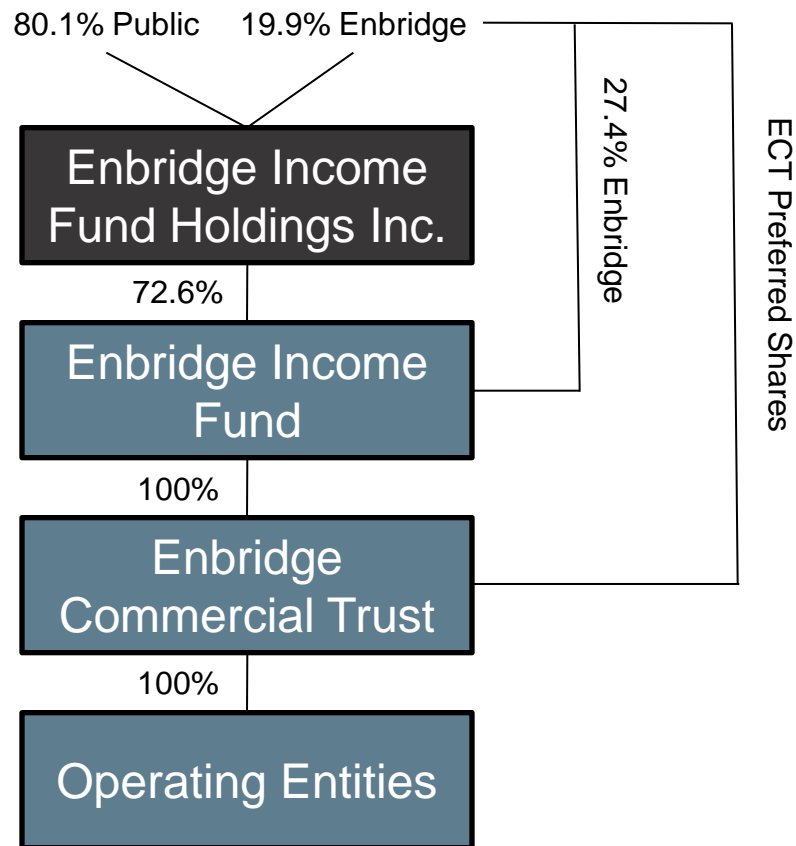 80.1% Public 19.9% Enbridge
Enbridge Income
Fund Holdings Inc.
72.6%
Enbridge Income
Fund
100%
Enbridge
Commercial Trust
100%
Operating Entities
27.4% Enbridge
ECT Preferred Shares